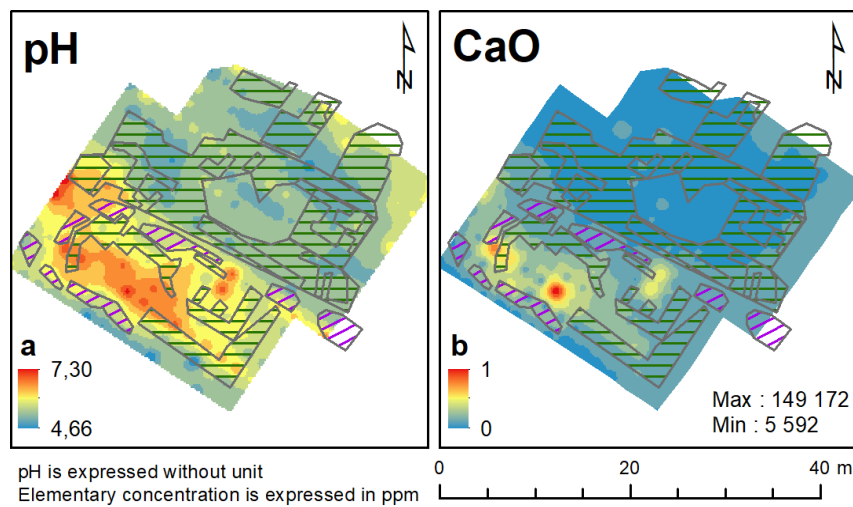 pH
N
a
7,30
4,66
CaO
N
b
1
0
Max : 149 172
Min : 5 592
pH is expressed without unit
Elementary concentration is expressed in ppm
0 20 40 m